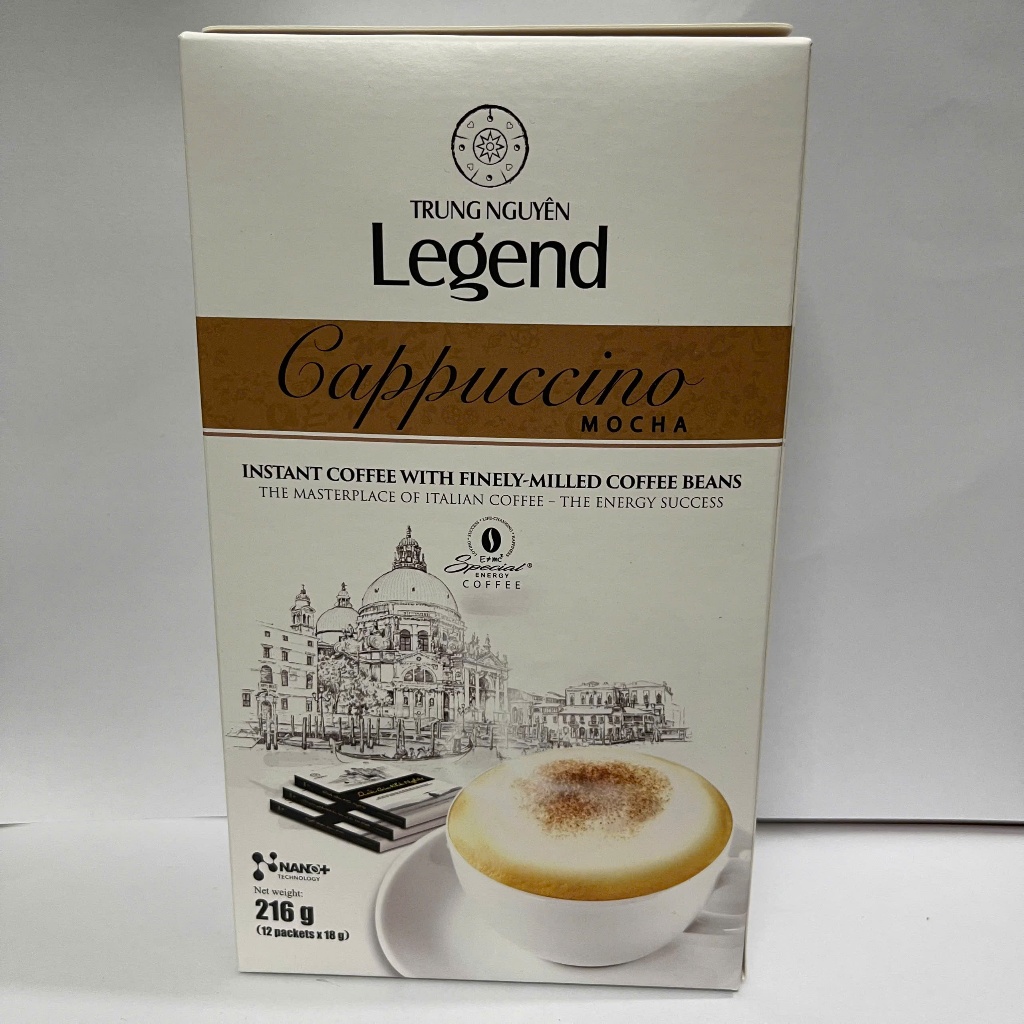 TRUNG NGUYÊN
Legend
Cappuccino
MOCHA
INSTANT COFFEE WITH FINELY-MILLED COFFEE BEANS
THE MASTERPLACE OF ITALIAN COFFEE – THE ENERGY SUCCESS
Special®
ENERGY
COFFEE
NANO+
TECHNOLOGY
Net weight:
216 g
(12 packets x 18 g)